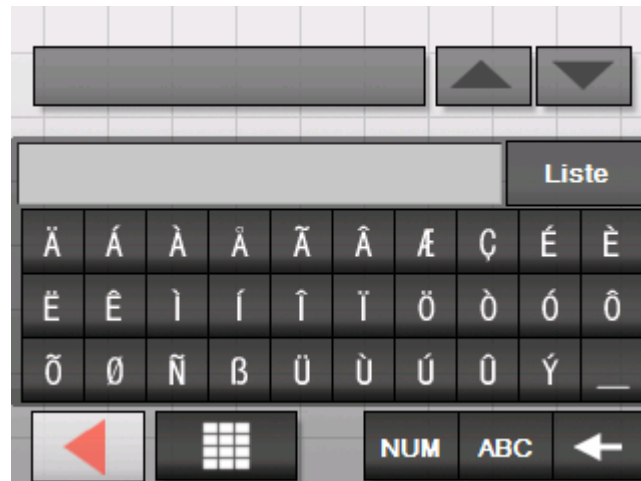 Liste
Ä Á À Å Ã Â Æ Ç É È
Ë Ê Ì Í Î Ï Ö Ò Ó Ô
Õ Ø Ñ ß Ü Ù Ú Û Ý _
NUM ABC